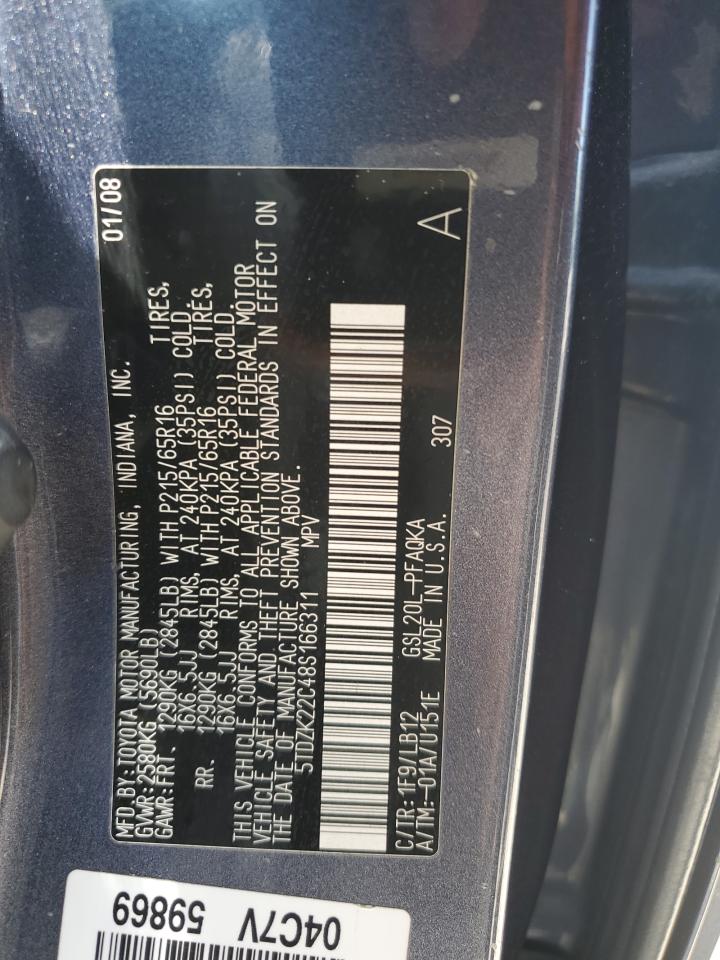 MFD.BY:TOYOTA MOTOR MANUFACTURING, INDIANA, INC. 01/08
GVWR:2580KG (5690LB)
GAWR:FRT. 1290KG (2845LB) WITH P215/65R16 TIRES,
16X6.5JJ RIMS, AT 240KPA (35PSI) COLD
RR. 1290KG (2845LB) WITH P215/65R16 TIRES,
16X6.5JJ RIMS, AT 240KPA (35PSI) COLD.
THIS VEHICLE CONFORMS TO ALL APPLICABLE FEDERAL MOTOR
VEHICLE SAFETY AND THEFT PREVENTION STANDARDS IN EFFECT ON
THE DATE OF MANUFACTURE SHOWN ABOVE.
5TDZK22C48S166311 MPV
C/TR:1F9/LB12 GSL20L-PFAQKA 307
A/TM:-01A/U151E MADE IN U.S.A. A
59869
04C7V